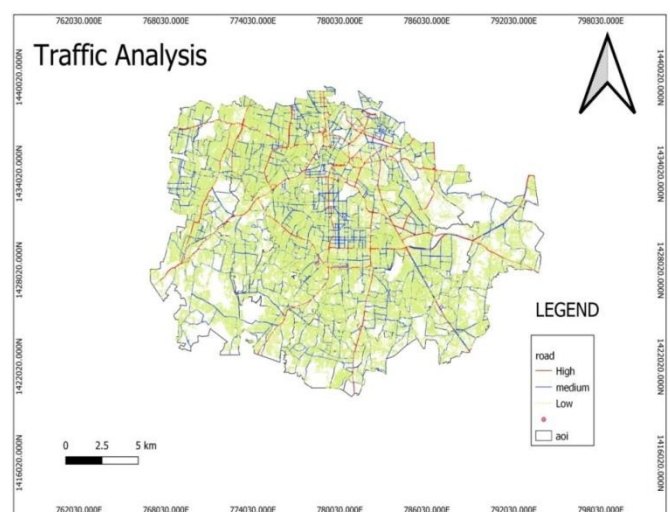 762030.000E 768030.000E 774030.000E 780030.000E 786030.000E 792030.000E 798030.000E
Traffic Analysis
1440020.000N 1434020.000N 1428020.000N 1422020.000N 1416020.000N
1440020.000N 1434020.000N 1428020.000N 1422020.000N 1416020.000N
LEGEND
road
High
medium
Low
aoi
0 2.5 5 km
762030.000E 768030.000E 774030.000E 780030.000E 786030.000E 792030.000E 798030.000E